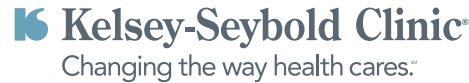 Kelsey-Seybold Clinic®
Changing the way health cares.℠